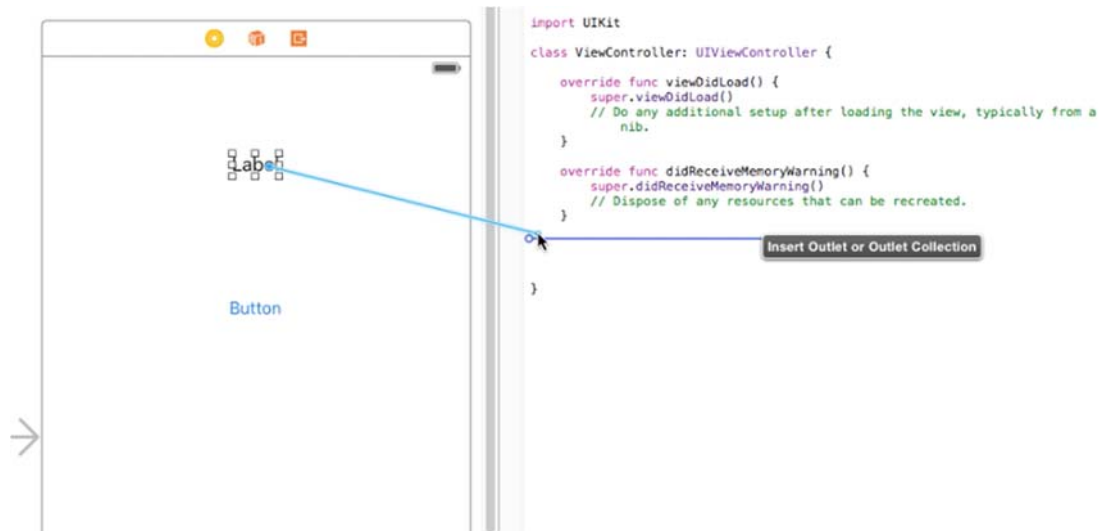 import UIKit
class ViewController: UIViewController {
override func viewDidLoad() {
super.viewDidLoad()
// Do any additional setup after loading the view, typically from a
nib.
}
override func didReceiveMemoryWarning() {
super.didReceiveMemoryWarning()
// Dispose of any resources that can be recreated.
}
Insert Outlet or Outlet Collection
}
Label
Button